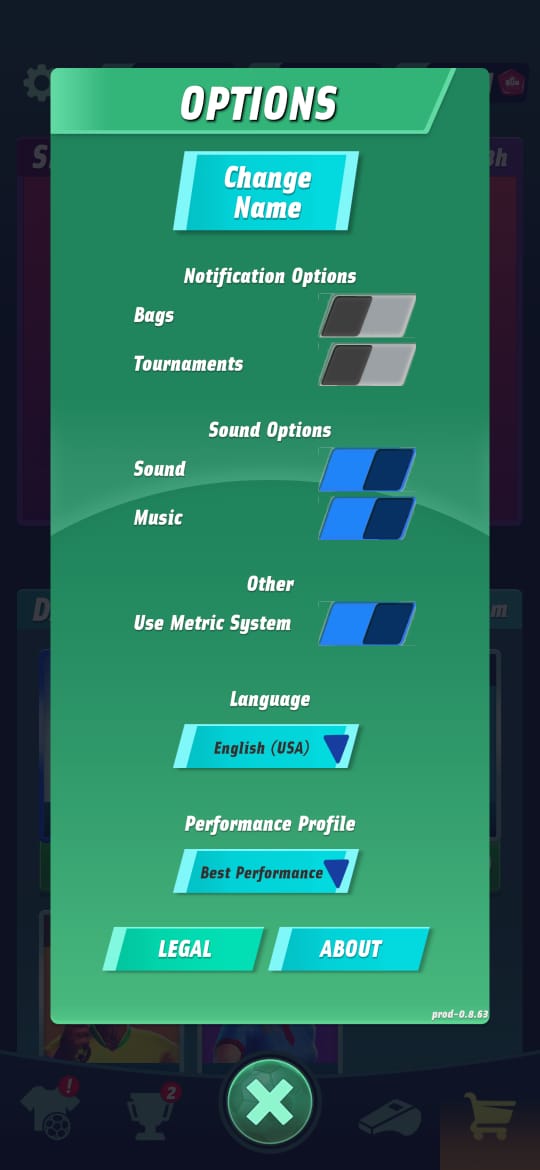 OPTIONS
Change
Name
Notification Options
Bags
Tournaments
Sound Options
Sound
Music
Other
Use Metric System
Language
English (USA)
Performance Profile
Best Performance
LEGAL
ABOUT
prod-0.8.63
!
2